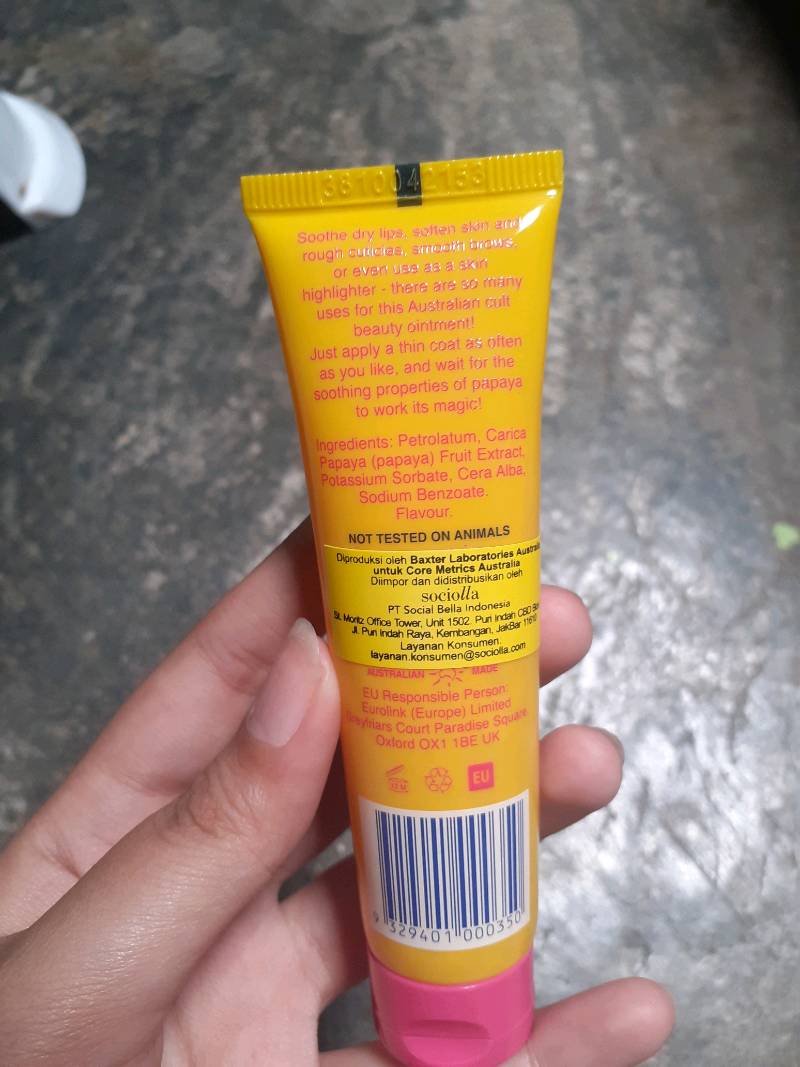 Soothe dry lips, soften skin and
rough cuticles, smooth brows,
or even use as a skin
highlighter - there are so many
uses for this Australian cult
beauty ointment!
Just apply a thin coat as often
as you like, and wait for the
soothing properties of papaya
to work its magic!
Ingredients: Petrolatum, Carica
Papaya (papaya) Fruit Extract,
Potassium Sorbate, Cera Alba,
Sodium Benzoate.
Flavour.
NOT TESTED ON ANIMALS
Diproduksi oleh Baxter Laboratories Australia
untuk Core Metrics Australia
Diimpor dan didistribusikan oleh
sociolla
PT Social Bella Indonesia
St. Moritz Office Tower, Unit 1502. Puri Indah CBD
Jl. Puri Indah Raya, Kembangan, JakBar 11610
Layanan Konsumen.
layanan.konsumen@sociolla.com
AUSTRALIAN MADE
EU Responsible Person:
Eurolink (Europe) Limited
Greyfriars Court Paradise Square
Oxford OX1 1BE UK
12 M
EU
9 329401 000350